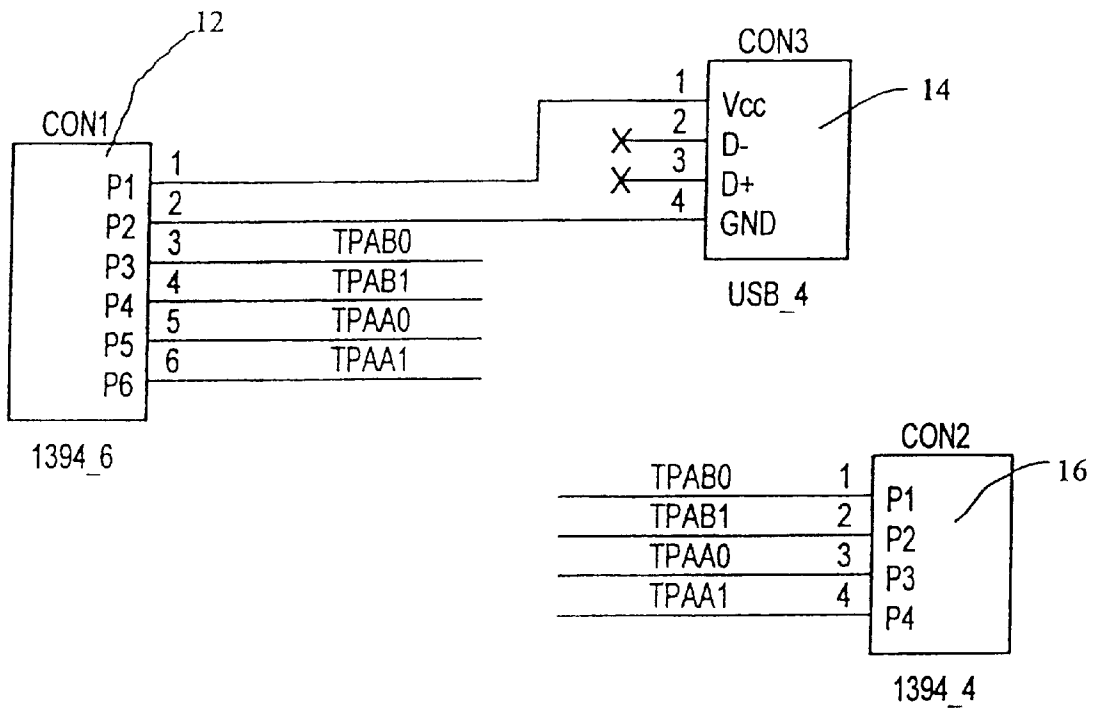 12
CON1
P1 1
P2 2
P3 3 TPAB0
P4 4 TPAB1
P5 5 TPAA0
P6 6 TPAA1
1394_6
CON3
14
1 Vcc
2 D-
3 D+
4 GND
USB_4
CON2
16
TPAB0 1 P1
TPAB1 2 P2
TPAA0 3 P3
TPAA1 4 P4
1394_4